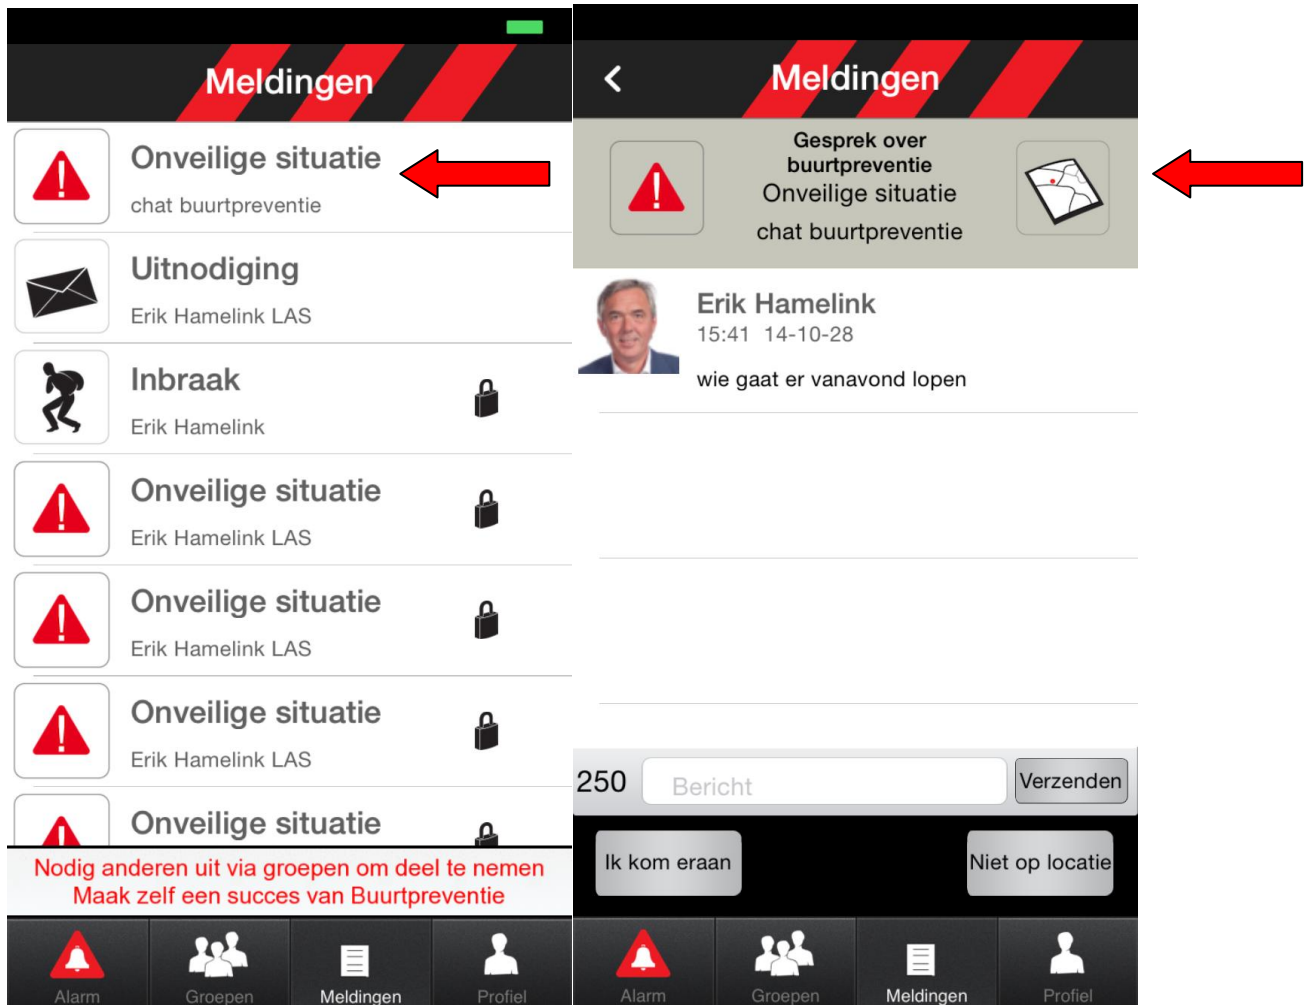 Meldingen
Onveilige situatie
chat buurtpreventie
Uitnodiging
Erik Hamelink LAS
Inbraak
Erik Hamelink
Onveilige situatie
Erik Hamelink LAS
Onveilige situatie
Erik Hamelink LAS
Onveilige situatie
Erik Hamelink LAS
Onveilige situatie
Nodig anderen uit via groepen om deel te nemen
Maak zelf een succes van Buurtpreventie
Alarm Groepen Meldingen Profiel
Meldingen
Gesprek over
buurtpreventie
Onveilige situatie
chat buurtpreventie
Erik Hamelink
15:41 14-10-28
wie gaat er vanavond lopen
250 Bericht Verzenden
Ik kom eraan Niet op locatie
Alarm Groepen Meldingen Profiel